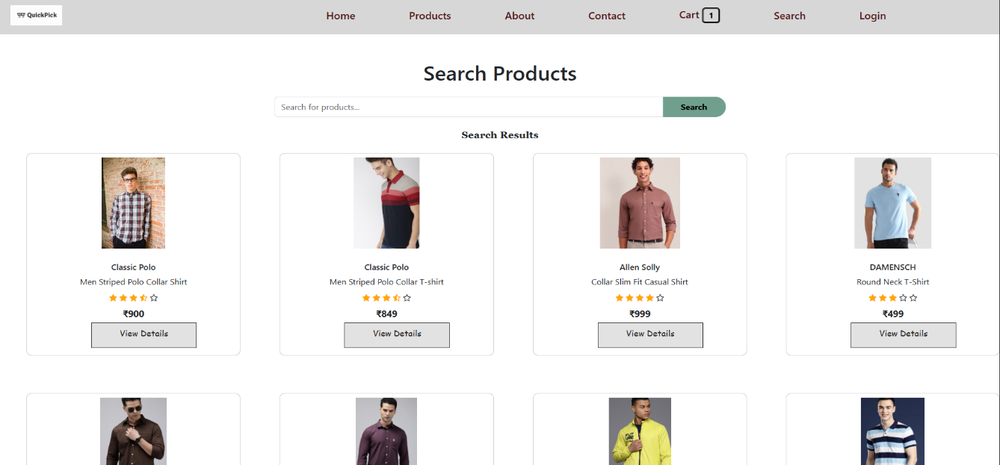 QuickPick
Home Products About Contact Cart 1 Search Login
Search Products
Search for products... Search
Search Results
Classic Polo
Men Striped Polo Collar Shirt
₹900
View Details
Classic Polo
Men Striped Polo Collar T-shirt
₹849
View Details
Allen Solly
Collar Slim Fit Casual Shirt
₹999
View Details
DAMENSCH
Round Neck T-Shirt
₹499
View Details